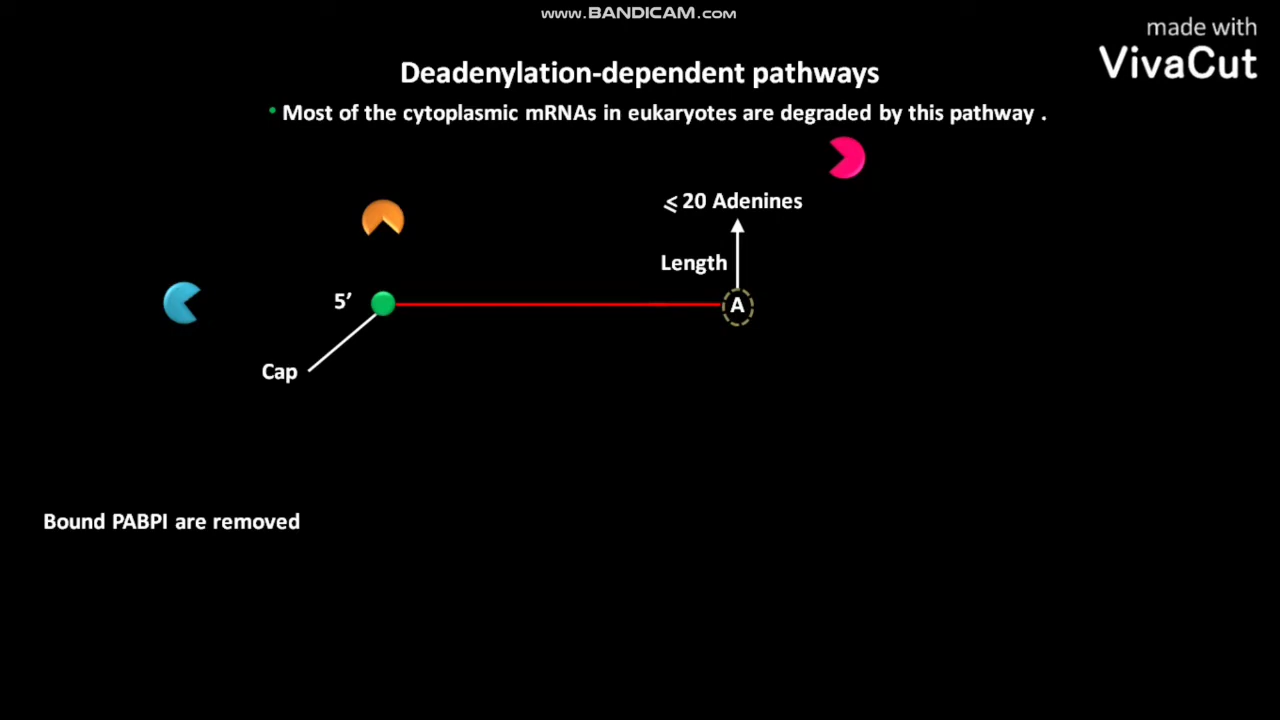 www.BANDICAM.com
made with
VivaCut
Deadenylation-dependent pathways
• Most of the cytoplasmic mRNAs in eukaryotes are degraded by this pathway .
⩽ 20 Adenines
Length
5’
A
Cap
Bound PABPI are removed